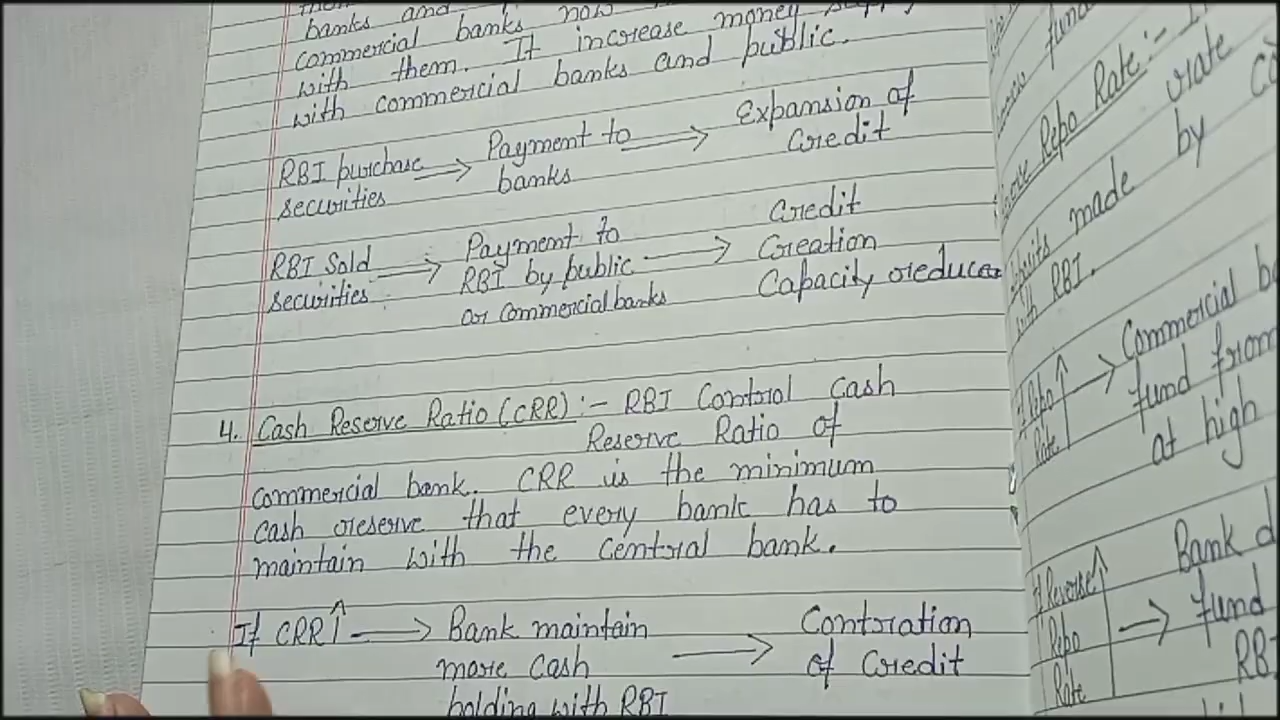 banks and
commercial banks now
with them. It increase money
with commercial banks and public.
RBI purchase
securities
⇒
Payment to
banks
⇒
Expansion of
Credit
RBI Sold
securities
⇒
Payment to
RBI by public
or commercial banks
→
Credit
Creation
Capacity reduces
4. Cash Reserve Ratio (CRR) :- RBI Control Cash
Reserve Ratio of
commercial bank. CRR is the minimum
cash reserve that every bank has to
maintain with the central bank.
If CRR↑ → Bank maintain
more cash
holding with RBI
→
Contration
of Credit
fund
Repo Rate :-
rate
made by
with RBI.
Repo
Rate
↑
→
Commercial
fund from
at high
If Reverse
Repo
Rate
↑
→
Bank
fund